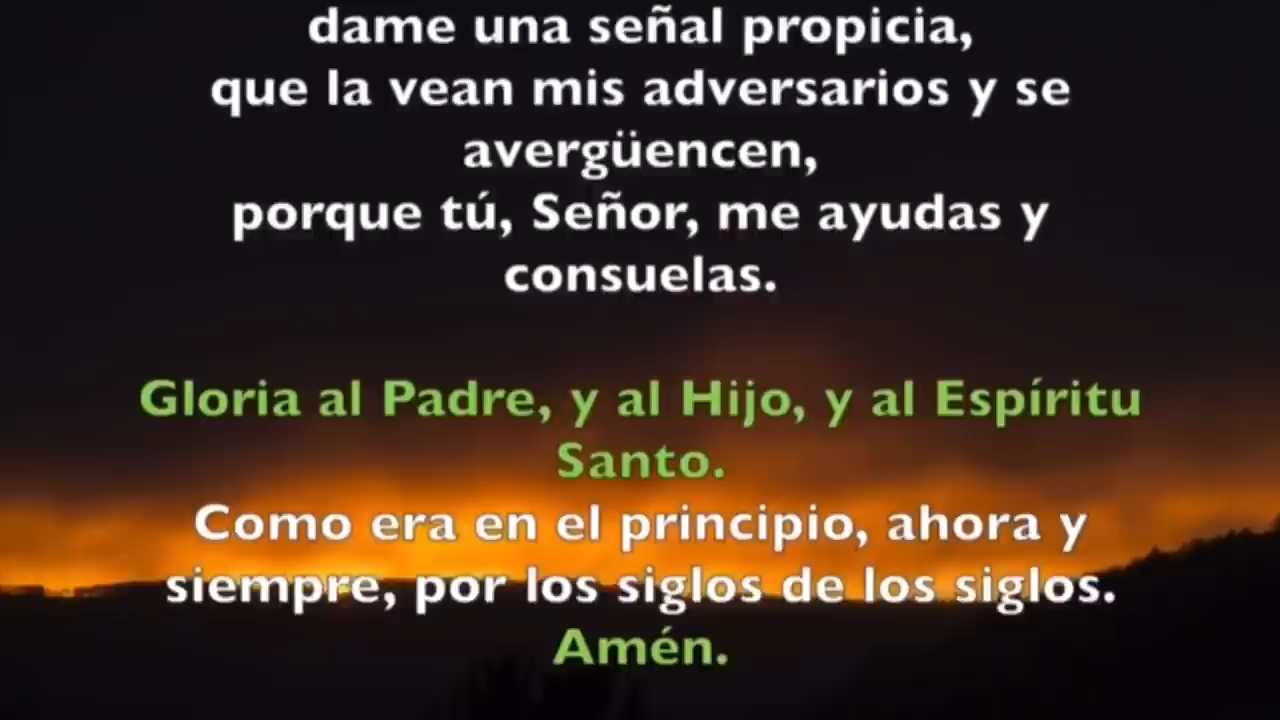 dame una señal propicia,
que la vean mis adversarios y se
avergüencen,
porque tú, Señor, me ayudas y
consuelas.
Gloria al Padre, y al Hijo, y al Espíritu
Santo.
Como era en el principio, ahora y
siempre, por los siglos de los siglos.
Amén.